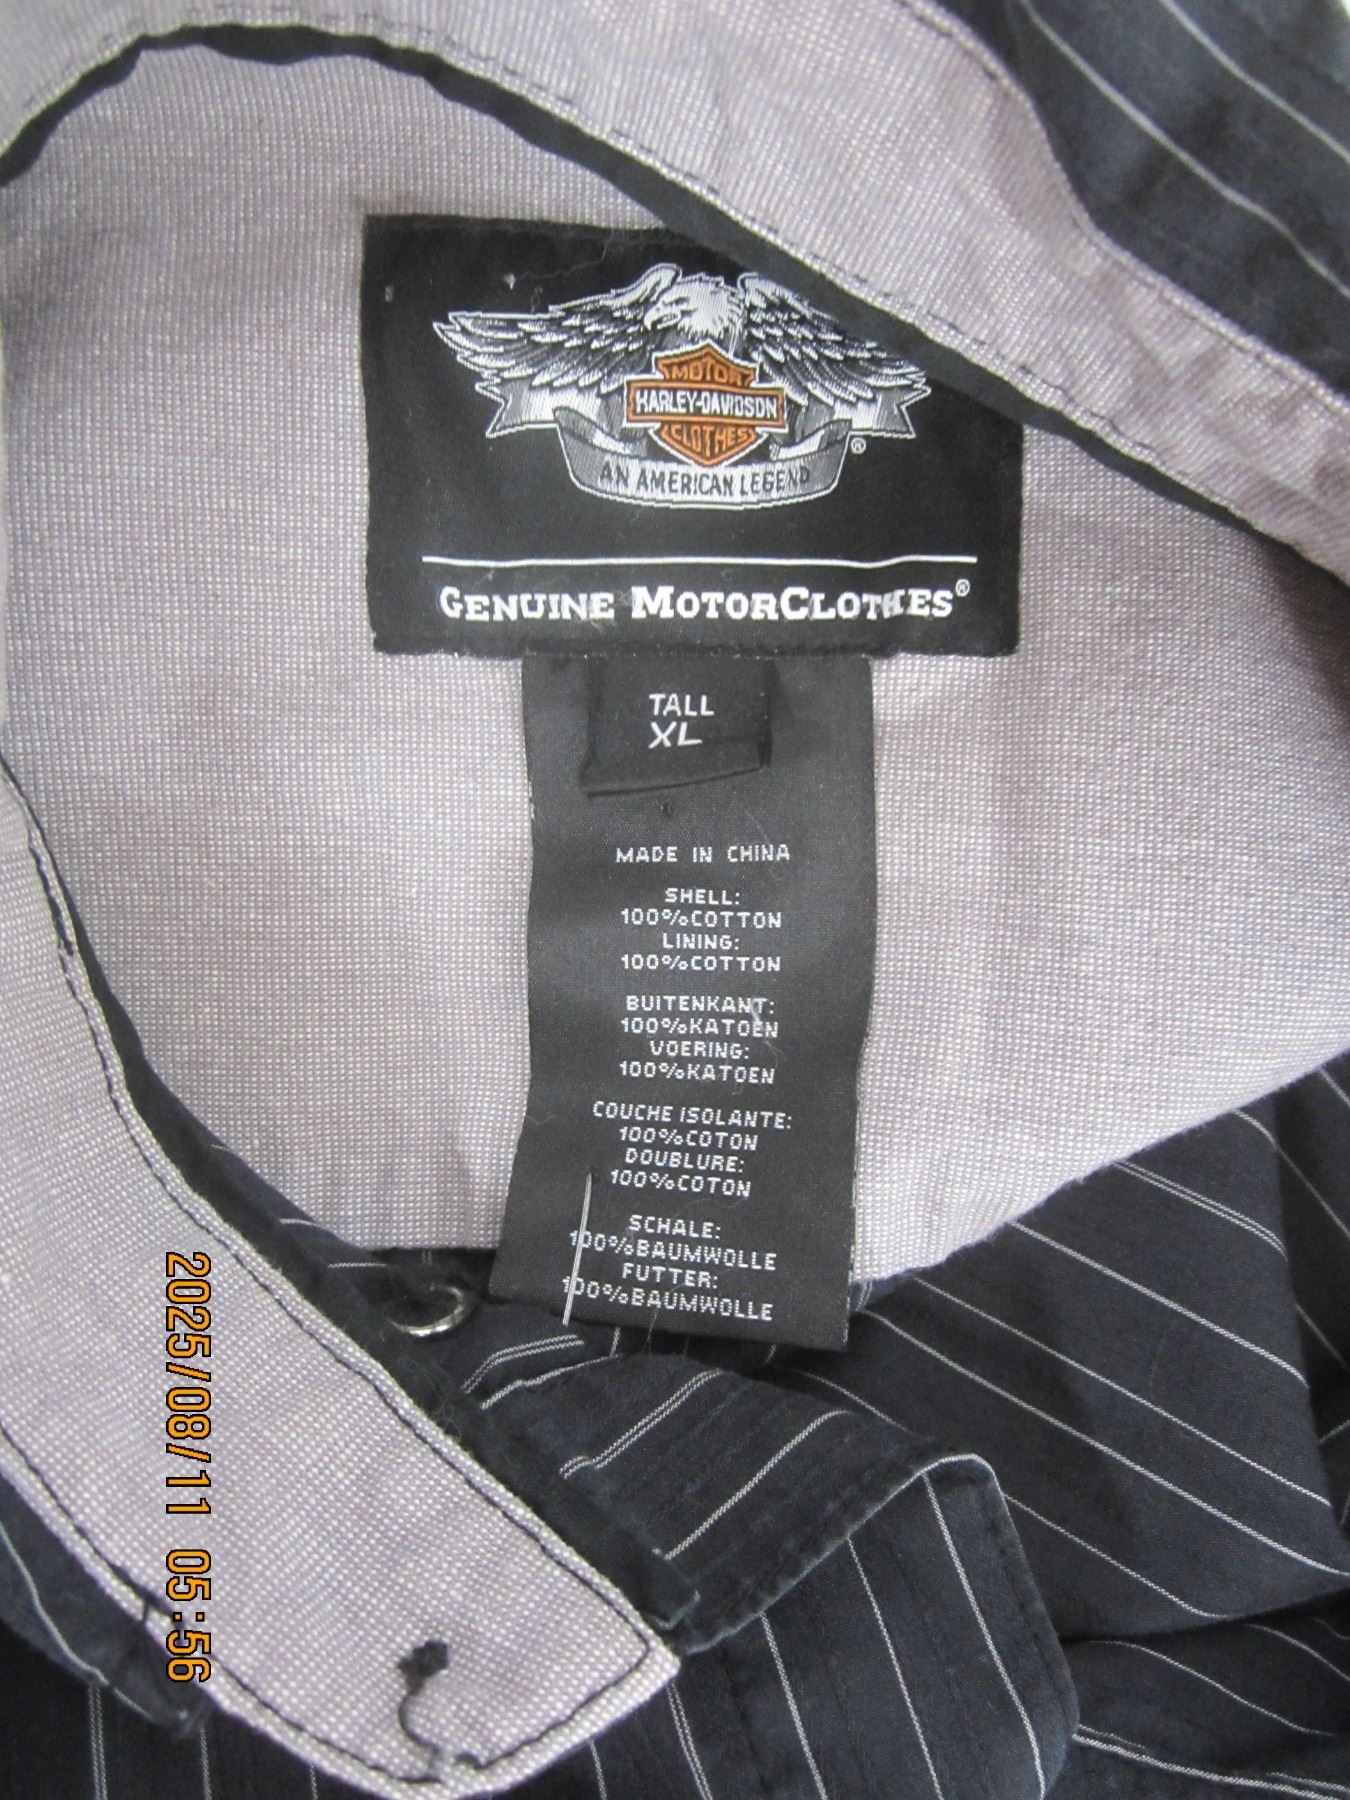 MOTOR
HARLEY-DAVIDSON
CLOTHES
®
AN AMERICAN LEGEND
GENUINE MOTORCLOTHES®
TALL
XL
MADE IN CHINA
SHELL:
100%COTTON
LINING:
100%COTTON
BUITENKANT:
100%KATOEN
VOERING:
100%KATOEN
COUCHE ISOLANTE:
100%COTON
DOUBLURE:
100%COTON
SCHALE:
100%BAUMWOLLE
FUTTER:
100%BAUMWOLLE
2025/08/11 05:56